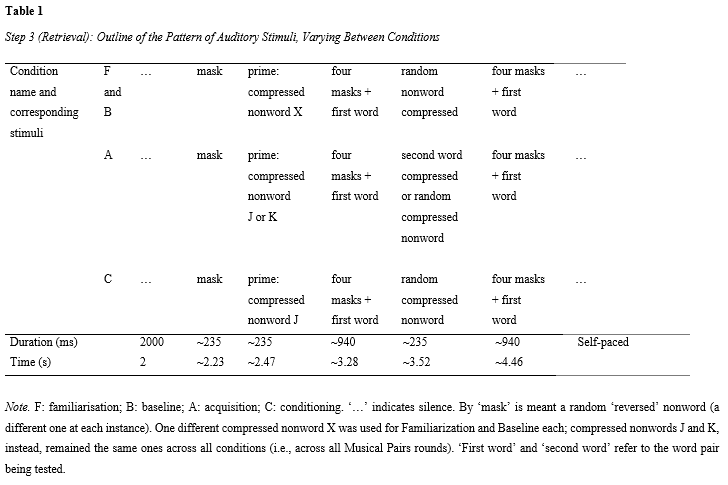 Table 1
Step 3 (Retrieval): Outline of the Pattern of Auditory Stimuli, Varying Between Conditions
Condition F … mask prime: four random four masks …
name and and compressed masks + nonword + first
corresponding B nonword X first word compressed word
stimuli
A … mask prime: four second word four masks …
compressed masks + compressed + first
nonword first word or random word
J or K compressed
nonword
C … mask prime: four random four masks …
compressed masks + compressed + first
nonword J first word nonword word
Duration (ms) 2000 ~235 ~235 ~940 ~235 ~940 Self-paced
Time (s) 2 ~2.23 ~2.47 ~3.28 ~3.52 ~4.46
Note. F: familiarisation; B: baseline; A: acquisition; C: conditioning. ‘…’ indicates silence. By ‘mask’ is meant a random ‘reversed’ nonword (a
different one at each instance). One different compressed nonword X was used for Familiarization and Baseline each; compressed nonwords J and K,
instead, remained the same ones across all conditions (i.e., across all Musical Pairs rounds). ‘First word’ and ‘second word’ refer to the word pair
being tested.